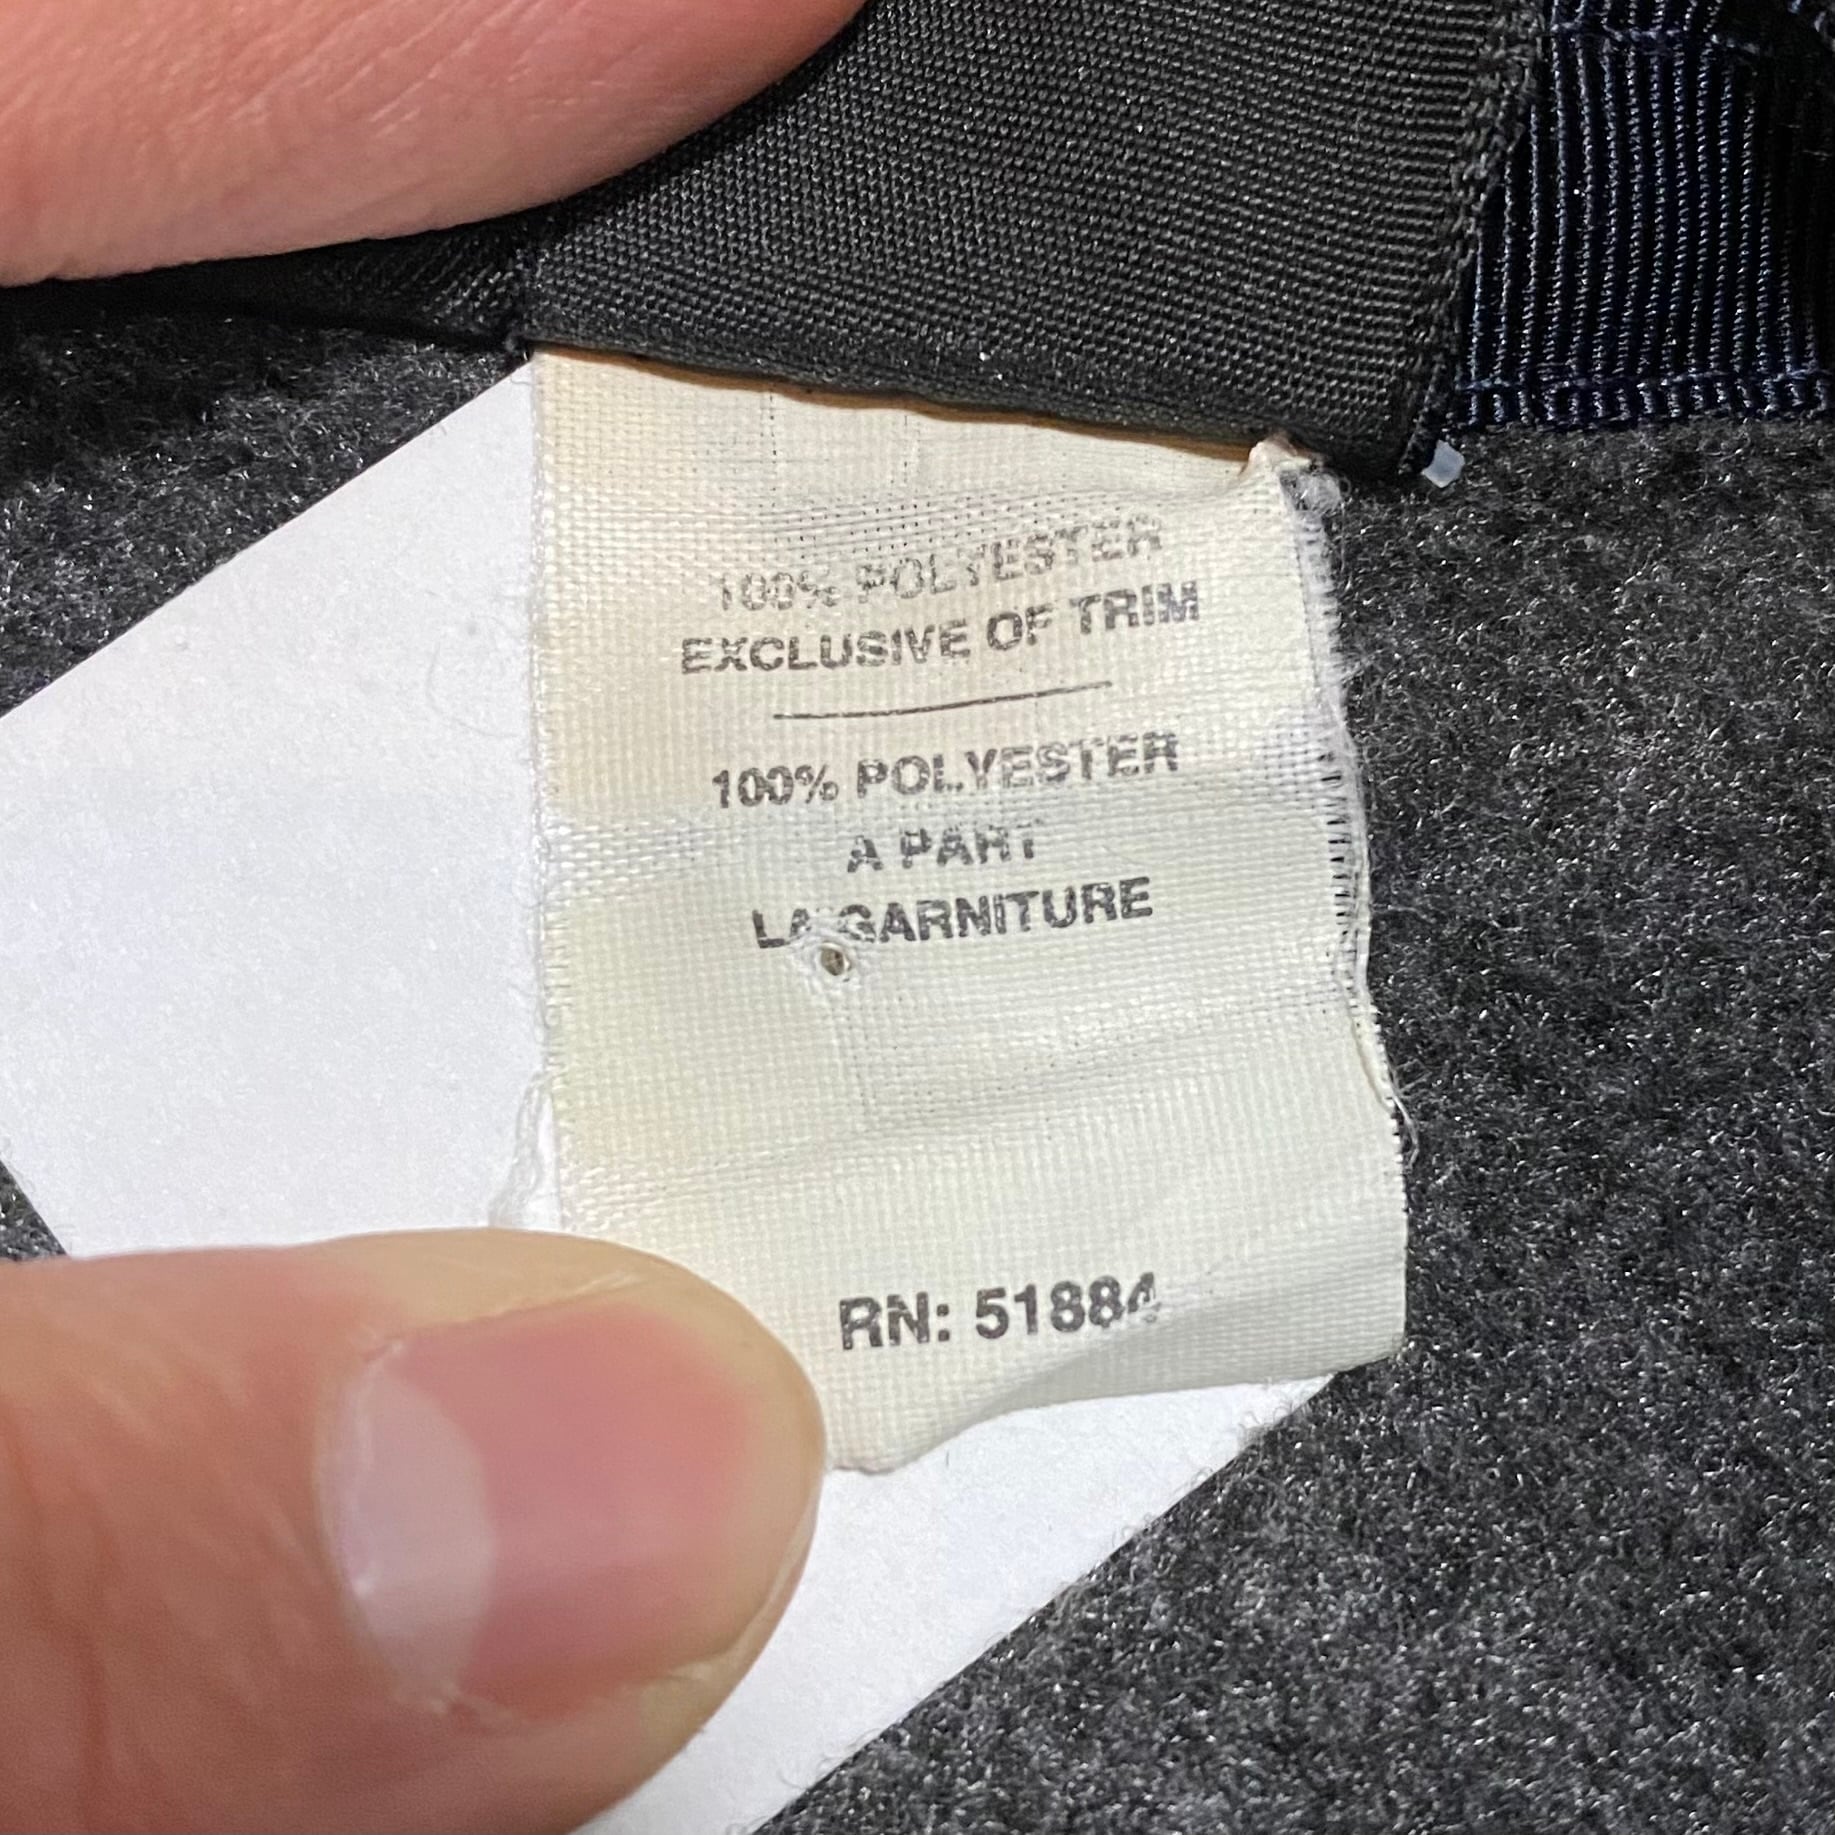 100% POLYESTER
EXCLUSIVE OF TRIM
100% POLYESTER
A PART
LA GARNITURE
RN: 51884